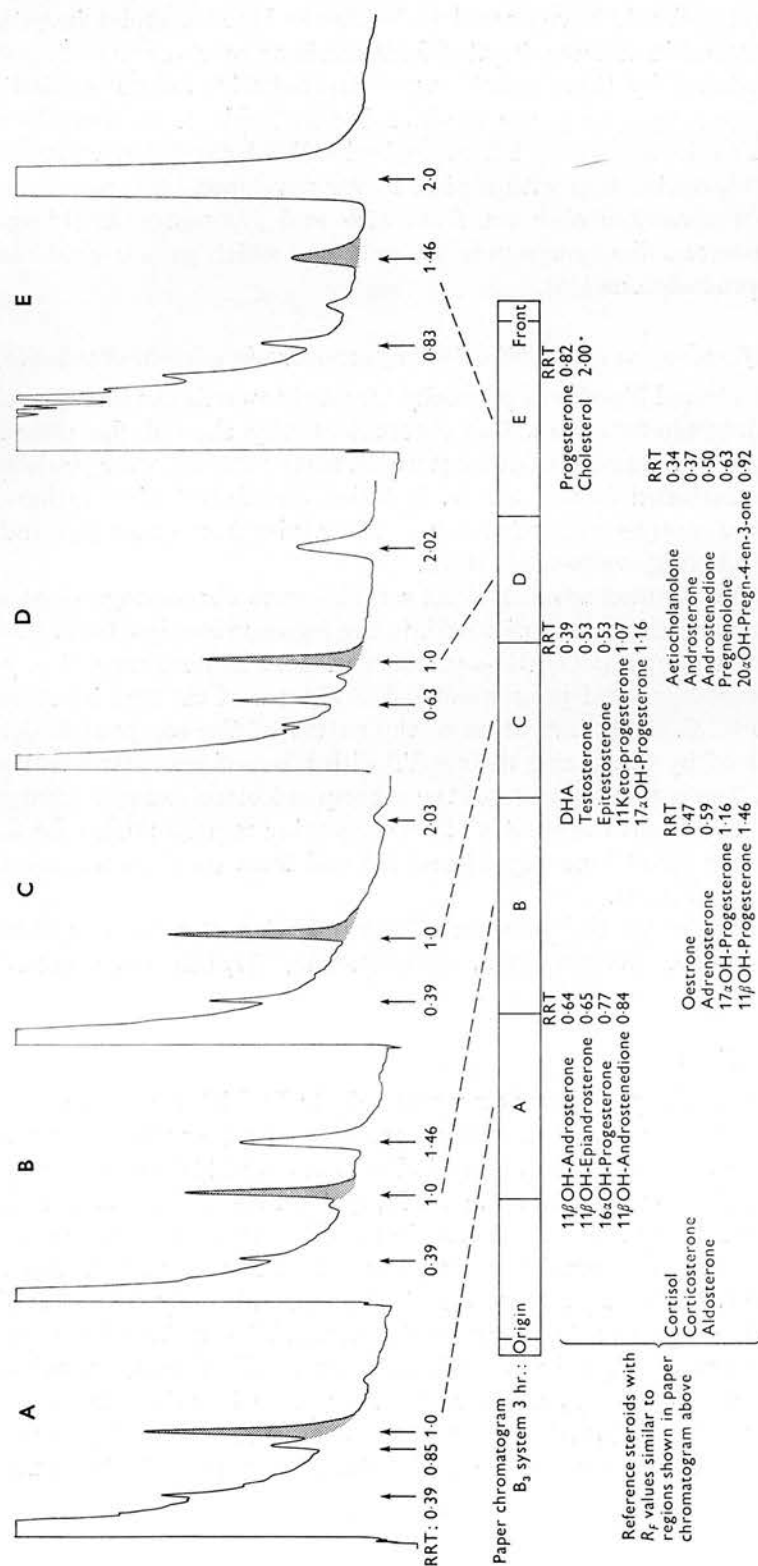 A
B
C
D
E
RRT: 0·39 0·85 1·0
0·39 1·0 1·46
0·39 1·0 2·03
0·63 1·0 2·02
0·83 1·46 2·0
Paper chromatogram
B₃ system 3 hr.:
Origin
A
B
C
D
E
Front
RRT
11βOH-Androsterone 0·64
11βOH-Epiandrosterone 0·65
16αOH-Progesterone 0·77
11βOH-Androstenedione 0·84
RRT
DHA 0·39
Testosterone 0·53
Epitestosterone 0·53
11Keto-progesterone 1·07
17αOH-Progesterone 1·16
RRT
Progesterone 0·82
Cholesterol 2·00*
Reference steroids with
R_F values similar to
regions shown in paper
chromatogram above
Cortisol
Corticosterone
Aldosterone
RRT
Oestrone 0·47
Adrenosterone 0·59
17αOH-Progesterone 1·16
11βOH-Progesterone 1·46
RRT
Aetiocholanolone 0·34
Androsterone 0·37
Androstenedione 0·50
Pregnenolone 0·63
20αOH-Pregn-4-en-3-one 0·92